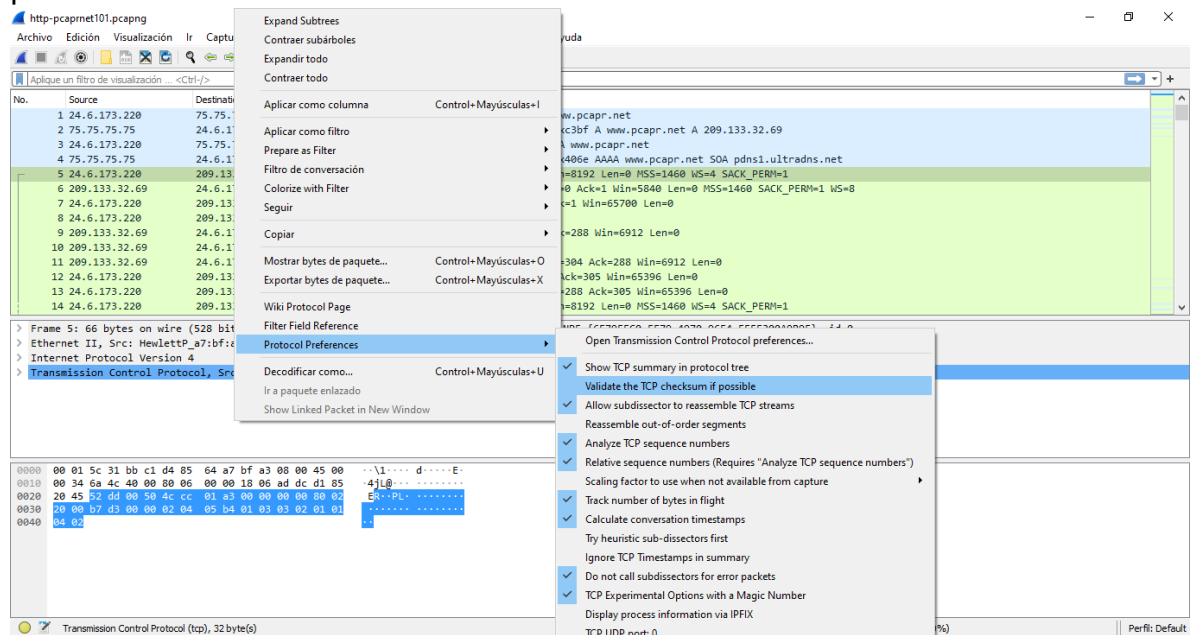 http-pcaprnet101.pcapng
Archivo Edición Visualización Ir Captu yuda
Aplique un filtro de visualización ... <Ctrl-/>
No. Source Destinati
1 24.6.173.220 75.75. ww.pcapr.net
2 75.75.75.75 24.6.1 xc3bf A www.pcapr.net A 209.133.32.69
3 24.6.173.220 75.75. A www.pcapr.net
4 75.75.75.75 24.6.1 x406e AAAA www.pcapr.net SOA pdns1.ultradns.net
5 24.6.173.220 209.13 n=8192 Len=0 MSS=1460 WS=4 SACK_PERM=1
6 209.133.32.69 24.6.1 =0 Ack=1 Win=5840 Len=0 MSS=1460 SACK_PERM=1 WS=8
7 24.6.173.220 209.13 k=1 Win=65700 Len=0
8 24.6.173.220 209.13
9 209.133.32.69 24.6.1 k=288 Win=6912 Len=0
10 209.133.32.69 24.6.1
11 209.133.32.69 24.6.1 =304 Ack=288 Win=6912 Len=0
12 24.6.173.220 209.13 Ack=305 Win=65396 Len=0
13 24.6.173.220 209.13 =288 Ack=305 Win=65396 Len=0
14 24.6.173.220 209.13 n=8192 Len=0 MSS=1460 WS=4 SACK_PERM=1
Expand Subtrees
Contraer subárboles
Expandir todo
Contraer todo
Aplicar como columna Control+Mayúsculas+I
Aplicar como filtro
Prepare as Filter
Filtro de conversación
Colorize with Filter
Seguir
Copiar
Mostrar bytes de paquete... Control+Mayúsculas+O
Exportar bytes de paquete... Control+Mayúsculas+X
Wiki Protocol Page
Filter Field Reference
Protocol Preferences
Decodificar como... Control+Mayúsculas+U
Ir a paquete enlazado
Show Linked Packet in New Window
Frame 5: 66 bytes on wire (528 bit
Ethernet II, Src: HewlettP_a7:bf:a
Internet Protocol Version 4
Transmission Control Protocol, Src
Open Transmission Control Protocol preferences...
Show TCP summary in protocol tree
Validate the TCP checksum if possible
Allow subdissector to reassemble TCP streams
Reassemble out-of-order segments
Analyze TCP sequence numbers
Relative sequence numbers (Requires "Analyze TCP sequence numbers")
Scaling factor to use when not available from capture
Track number of bytes in flight
Calculate conversation timestamps
Try heuristic sub-dissectors first
Ignore TCP Timestamps in summary
Do not call subdissectors for error packets
TCP Experimental Options with a Magic Number
Display process information via IPFIX
TCP UDP port: 0
0000 00 01 5c 31 bb c1 d4 85 64 a7 bf a3 08 00 45 00 ··\1···· d·····E·
0010 00 34 6a 4c 40 00 80 06 00 00 18 06 ad dc d1 85 ·4jL@··· ········
0020 20 45 52 dd 00 50 4c cc 01 a3 00 00 00 00 80 02 ER··PL· ········
0030 20 00 b7 d3 00 00 02 04 05 b4 01 03 03 02 01 01 ········ ········
0040 04 02 ··
Transmission Control Protocol (tcp), 32 byte(s) %) Perfil: Default